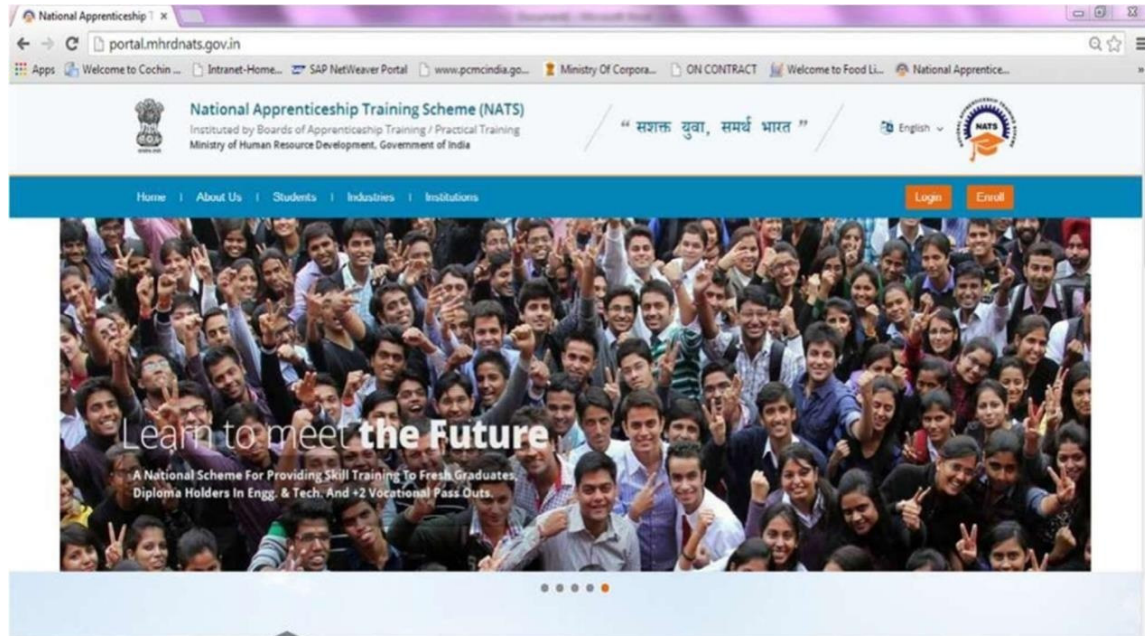 National Apprenticeship T
portal.mhrdnats.gov.in
Apps Welcome to Cochin ... Intranet-Home... SAP NetWeaver Portal www.pcmcindia.go... Ministry Of Corpora... ON CONTRACT Welcome to Food Li... National Apprentice...
National Apprenticeship Training Scheme (NATS)
Instituted by Boards of Apprenticeship Training / Practical Training
Ministry of Human Resource Development, Government of India
“ सशक्त युवा, समर्थ भारत ”
English
NATS
Home | About Us | Students | Industries | Institutions
Login Enroll
Learn to meet the Future
A National Scheme For Providing Skill Training To Fresh Graduates,
Diploma Holders In Engg. & Tech. And +2 Vocational Pass Outs.